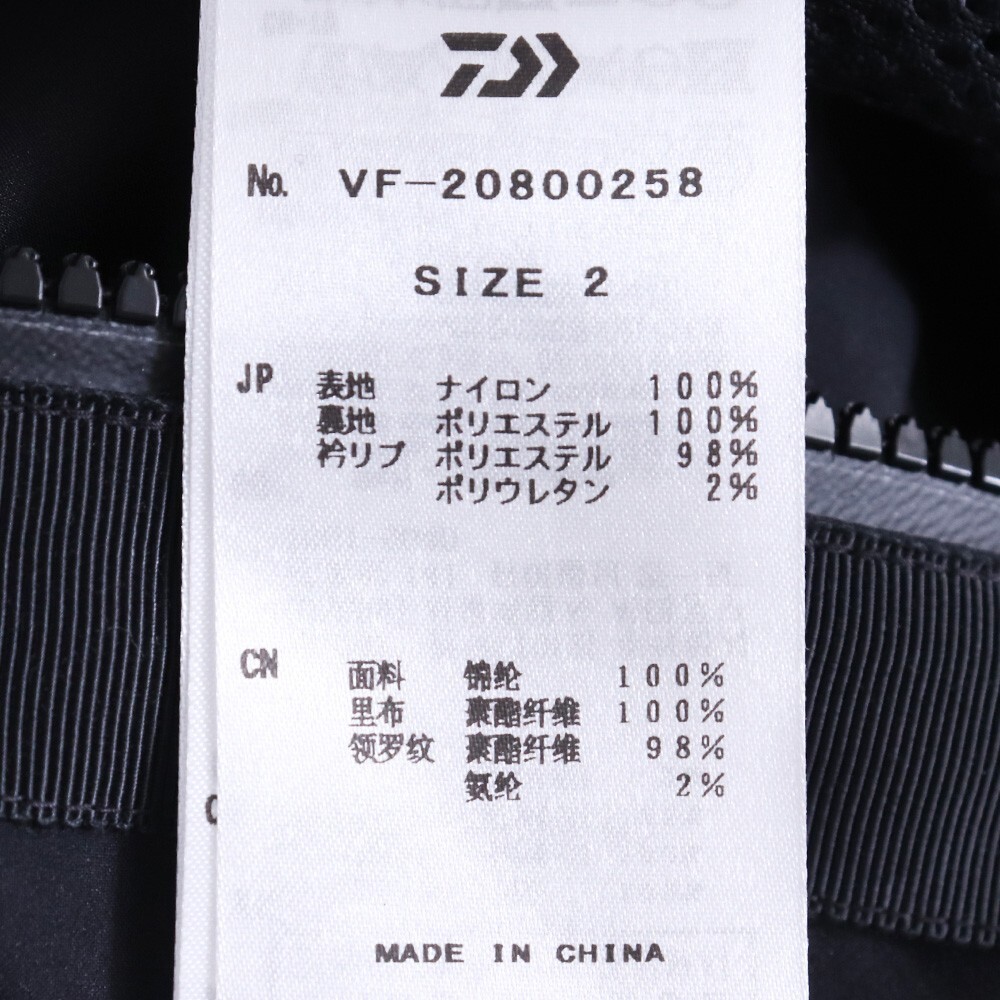 No. VF-20800258
SIZE 2
JP 表地 ナイロン 100%
裏地 ポリエステル 100%
衿リブ ポリエステル 98%
ポリウレタン 2%
CN 面料 锦纶 100%
里布 聚酯纤维 100%
领罗纹 聚酯纤维 98%
氨纶 2%
MADE IN CHINA